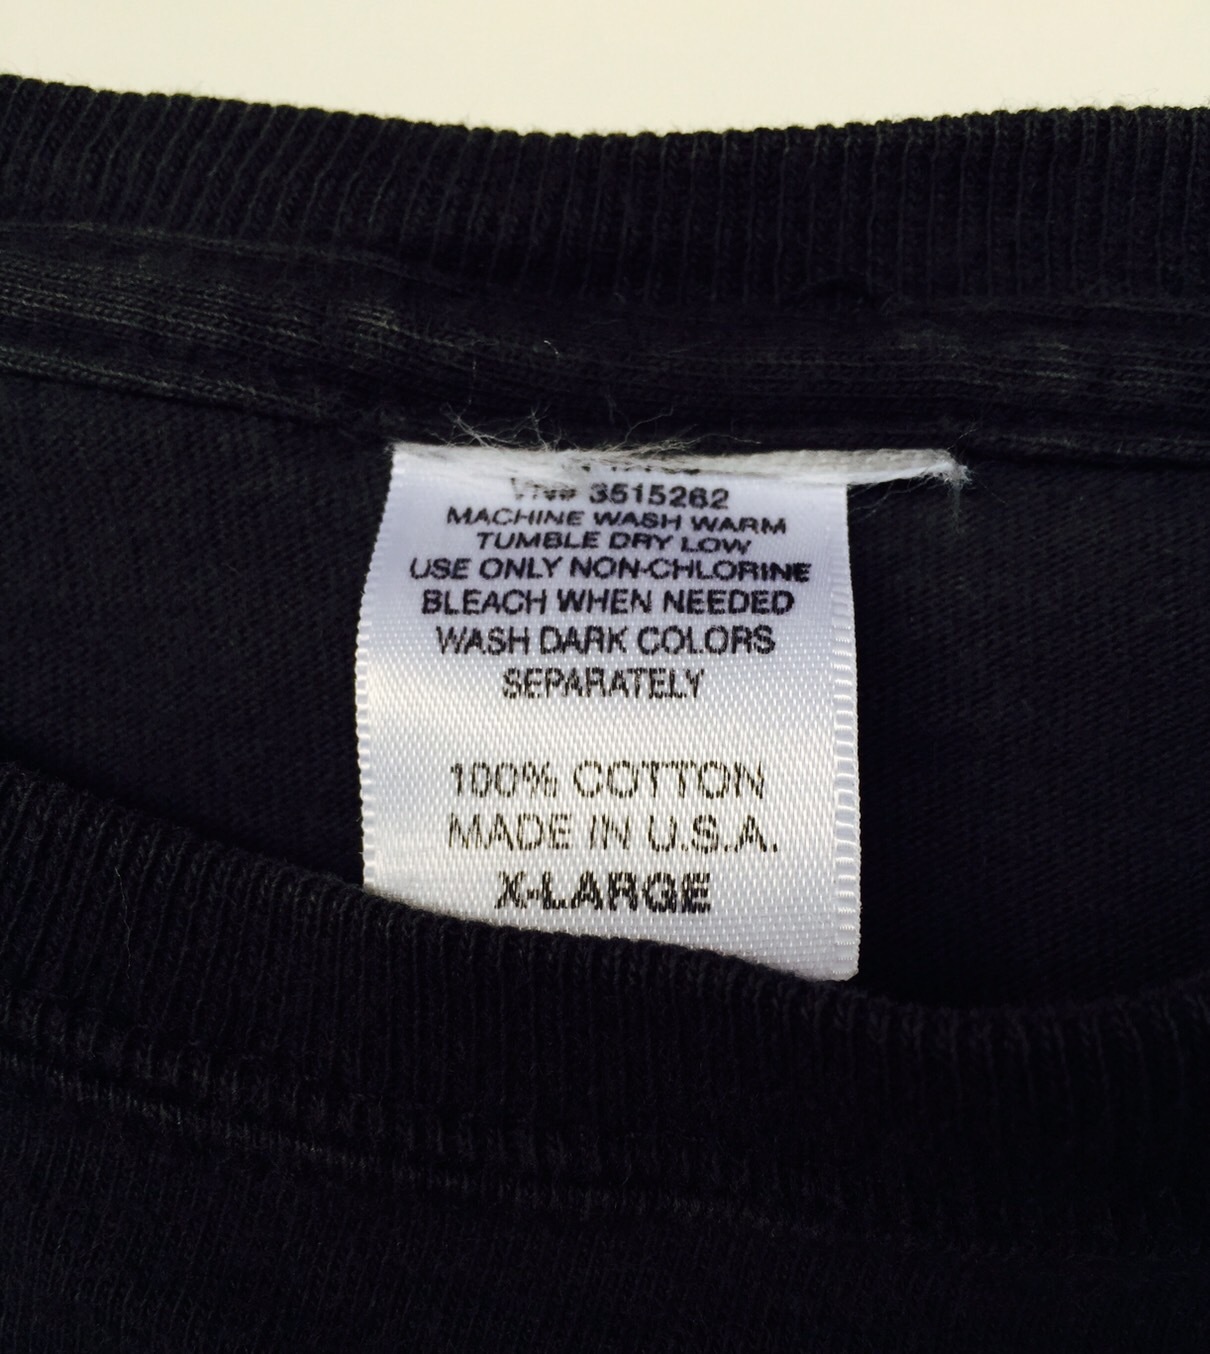 3515262
MACHINE WASH WARM
TUMBLE DRY LOW
USE ONLY NON-CHLORINE
BLEACH WHEN NEEDED
WASH DARK COLORS
SEPARATELY
100% COTTON
MADE IN U.S.A.
X-LARGE